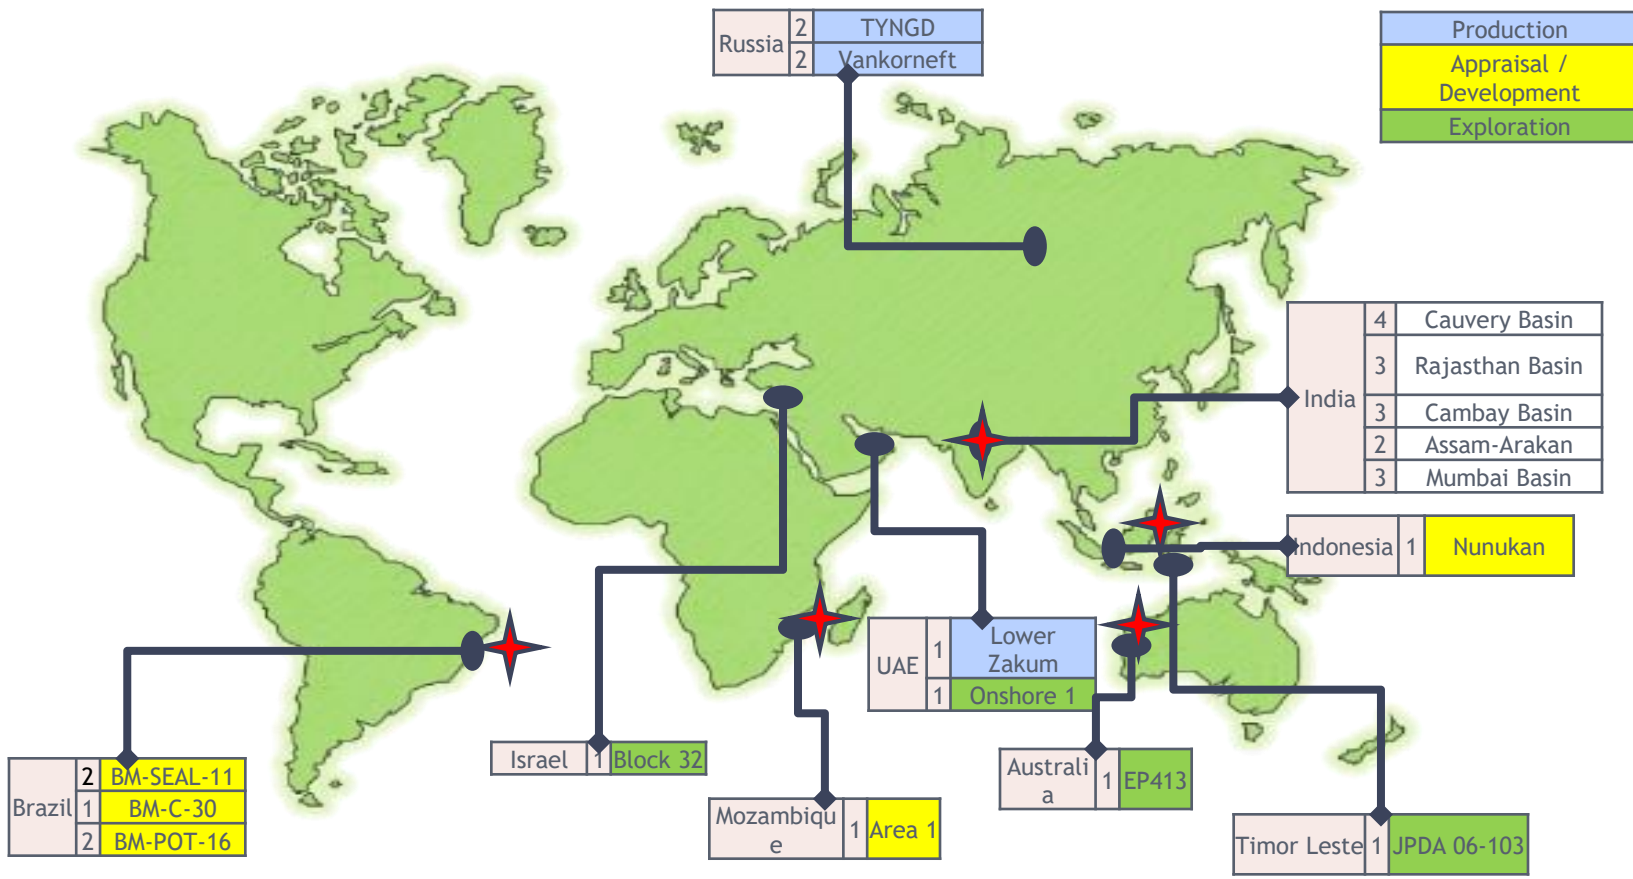 Russia
2 TYNGD
2 Vankorneft
Production
Appraisal /
Development
Exploration
India
4 Cauvery Basin
3 Rajasthan Basin
3 Cambay Basin
2 Assam-Arakan
3 Mumbai Basin
Indonesia 1 Nunukan
UAE
1 Lower
Zakum
1 Onshore 1
Israel 1 Block 32
Australi
a
1 EP413
Brazil
2 BM-SEAL-11
1 BM-C-30
2 BM-POT-16
Mozambiqu
e
1 Area 1
Timor Leste 1 JPDA 06-103